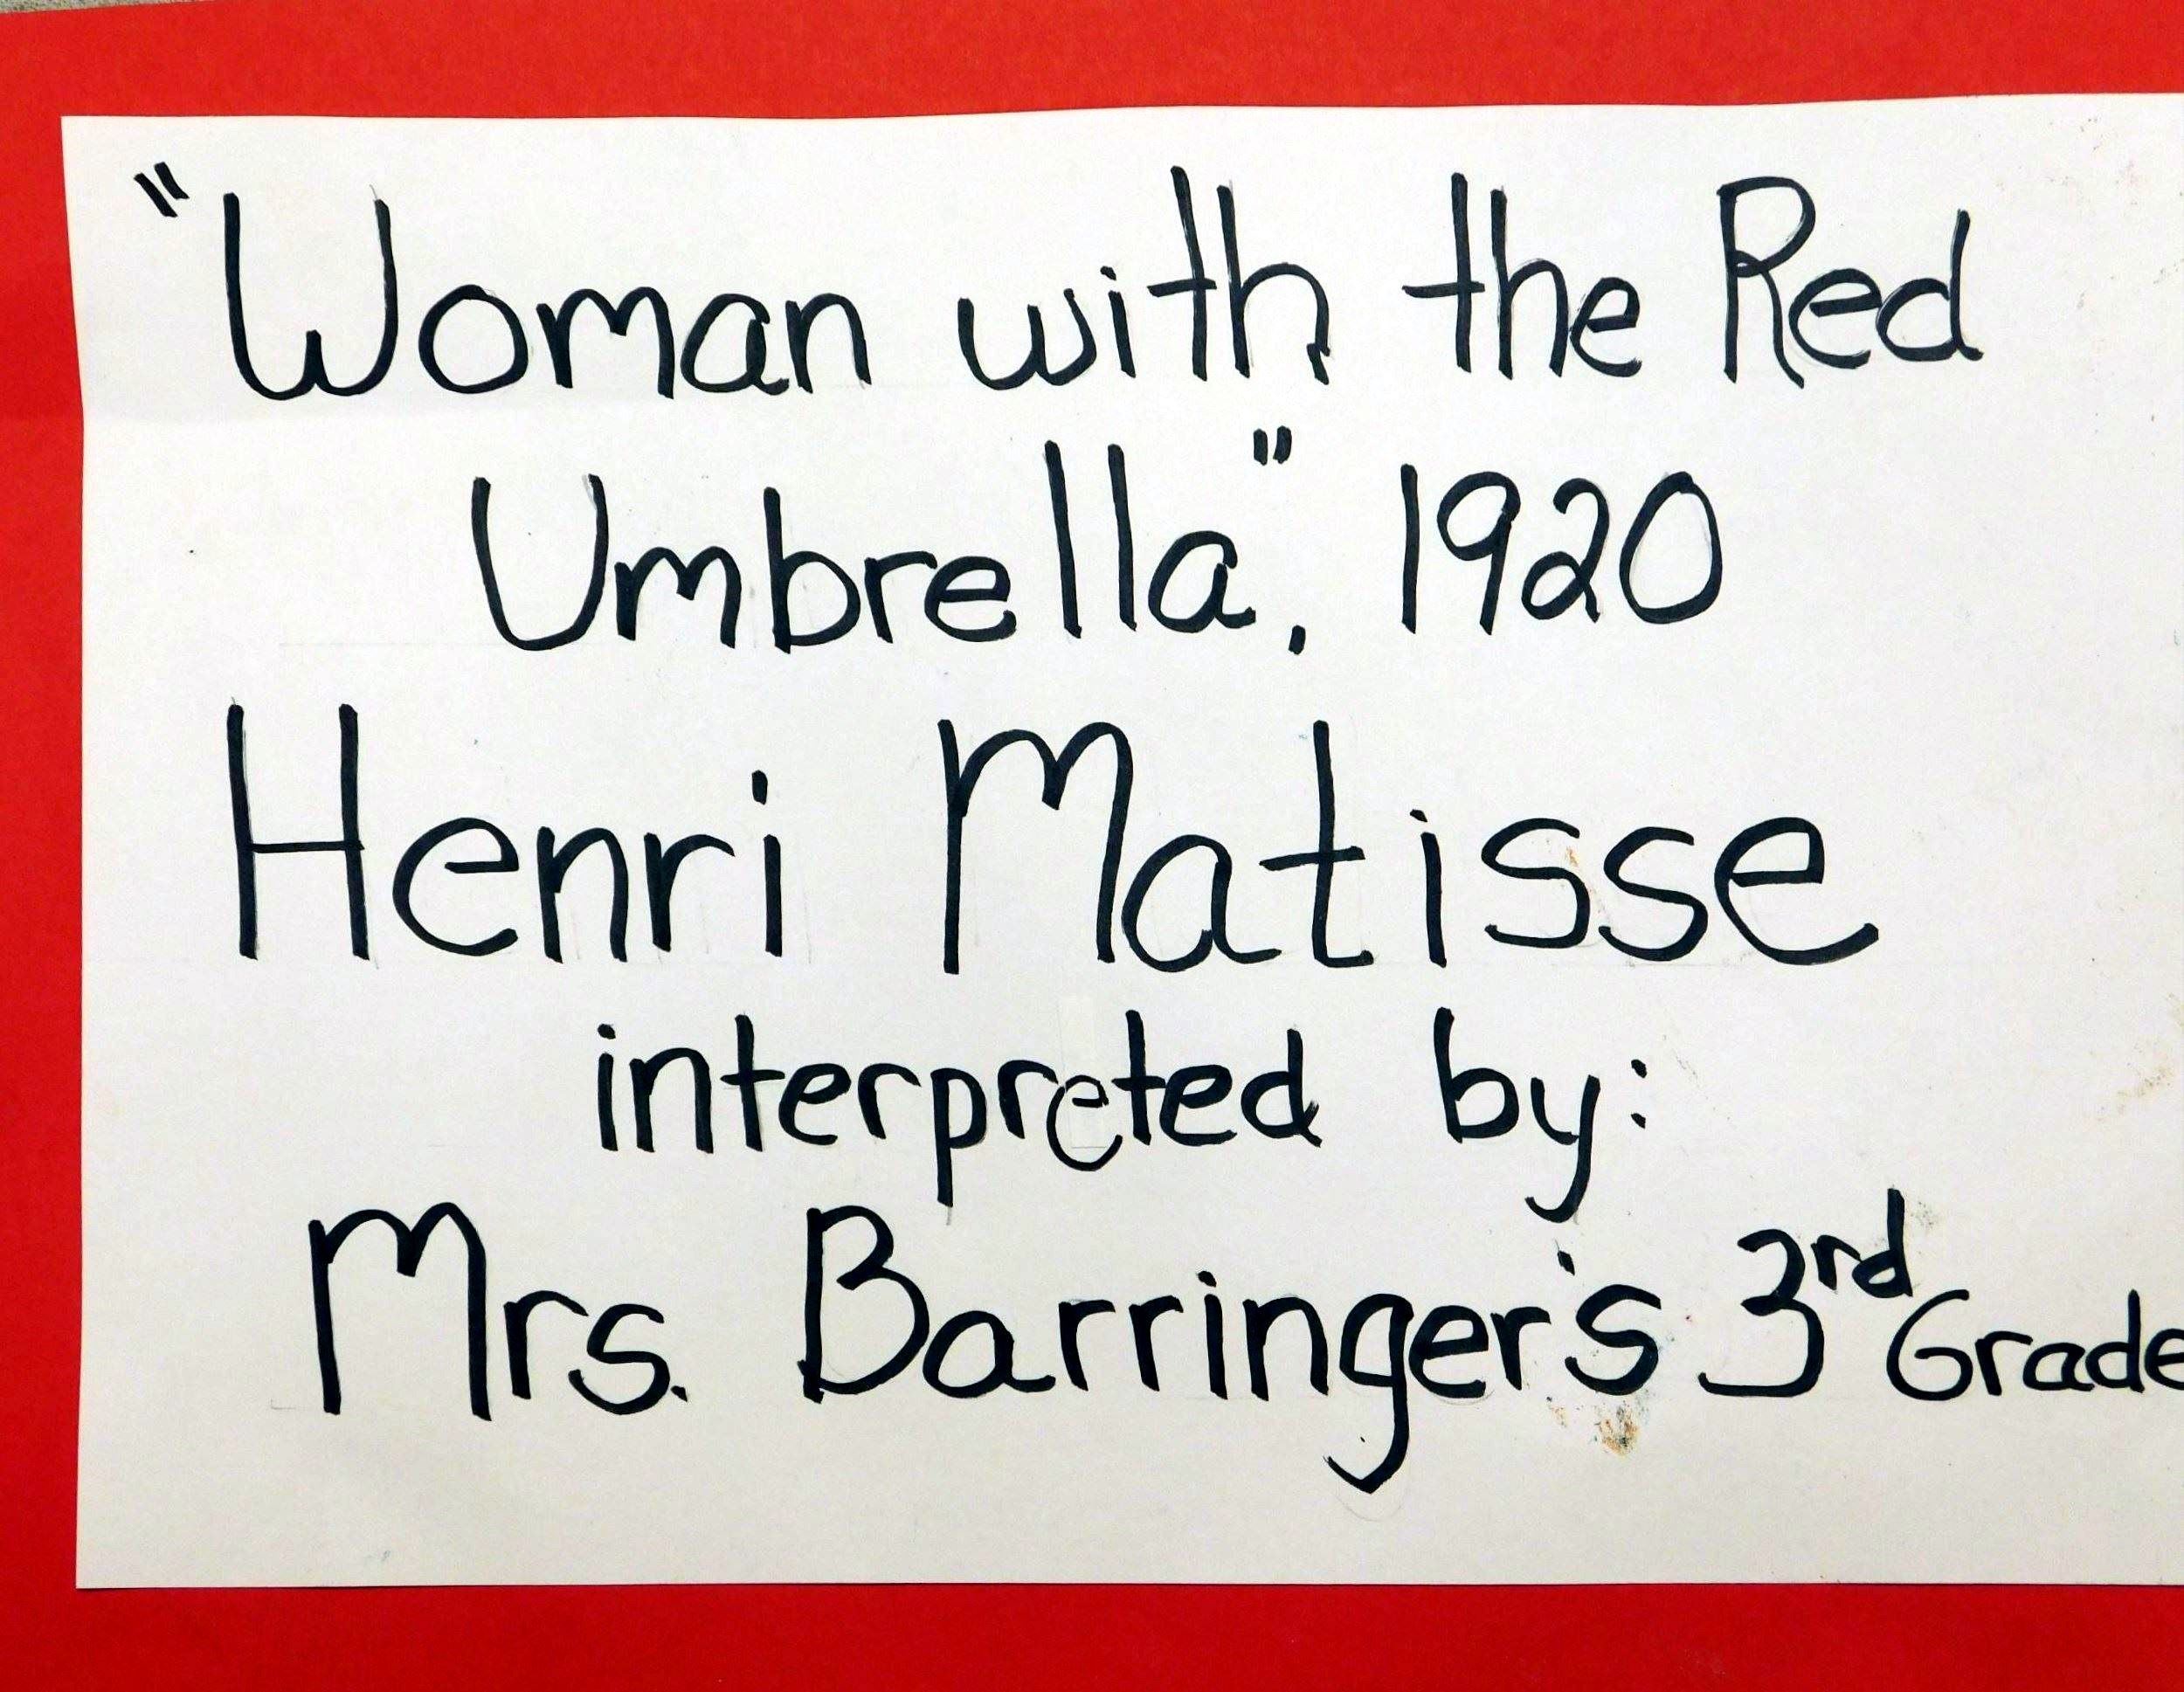 "Woman with the Red
Umbrella", 1920
Henri Matisse
interpreted by:
Mrs. Barringer's 3rd Grade